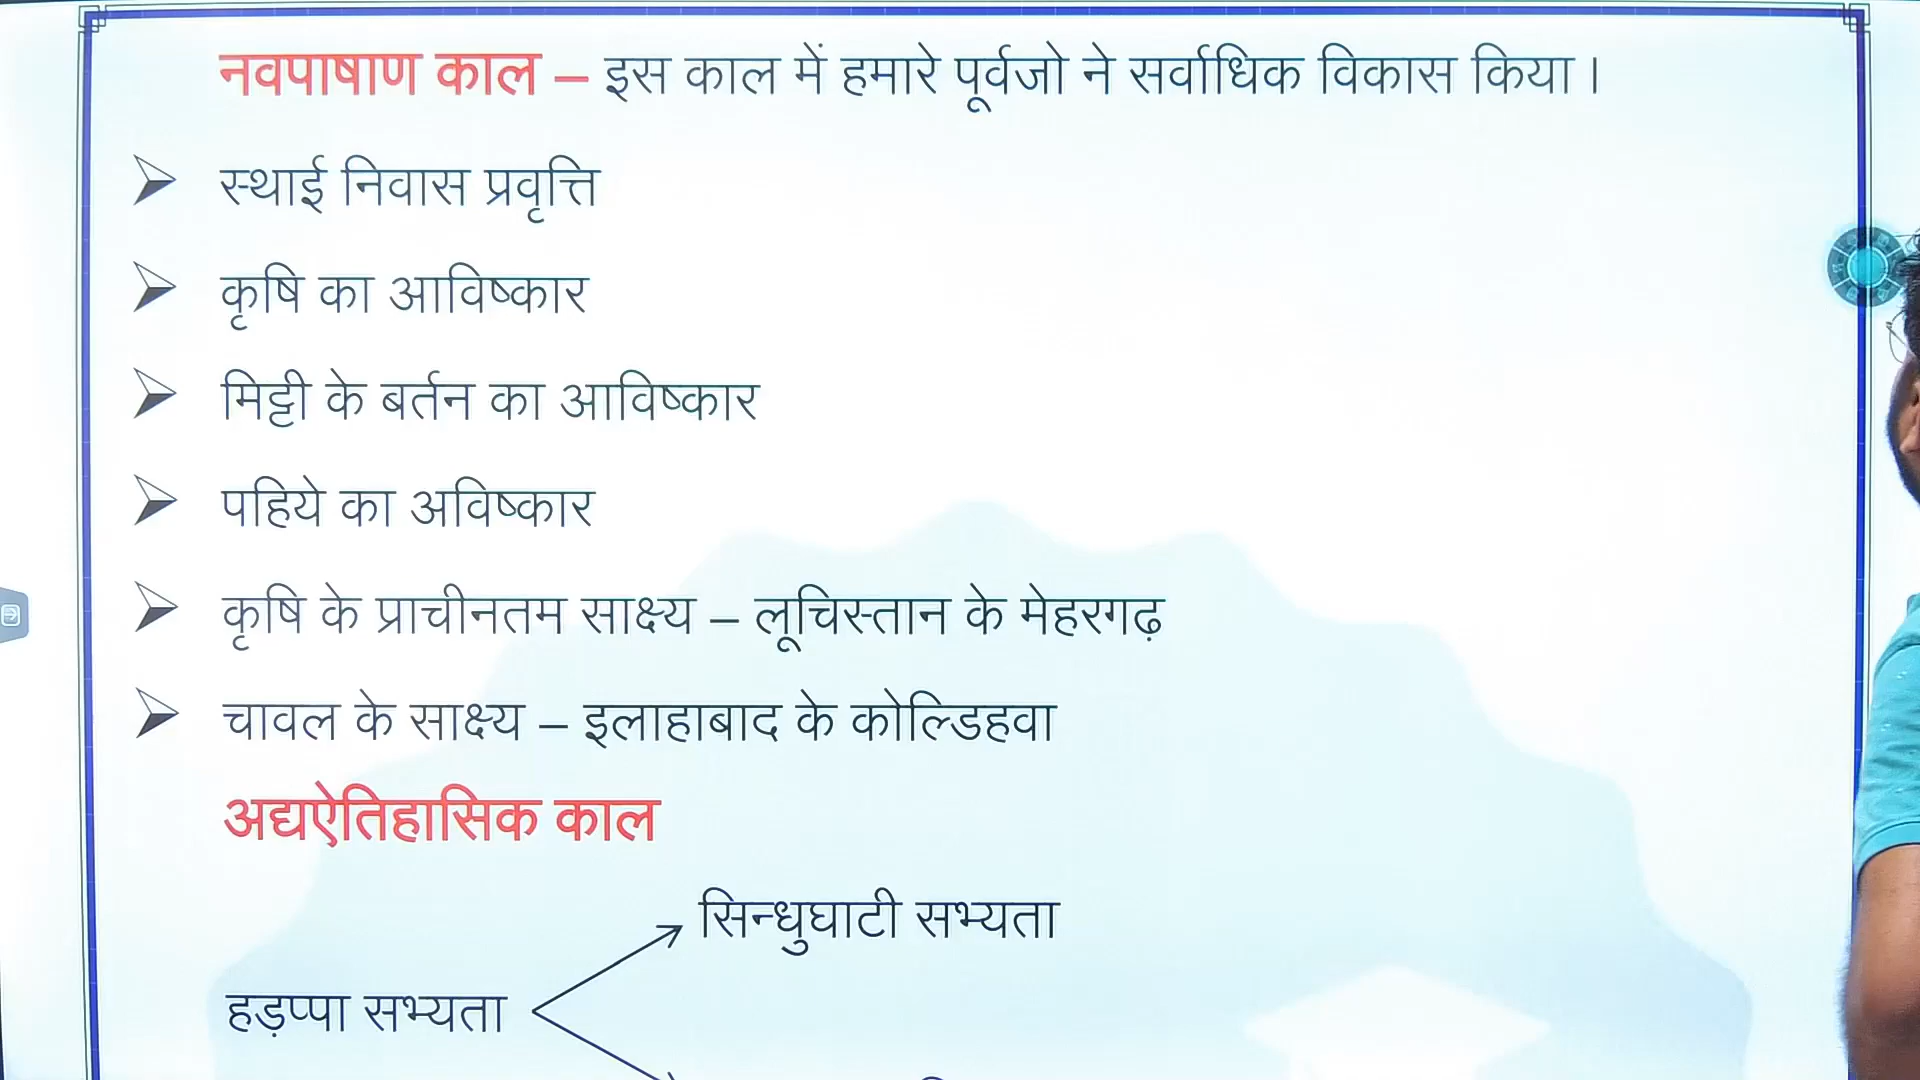 नवपाषाण काल – इस काल में हमारे पूर्वजो ने सर्वाधिक विकास किया।
स्थाई निवास प्रवृत्ति
कृषि का आविष्कार
मिट्टी के बर्तन का आविष्कार
पहिये का अविष्कार
कृषि के प्राचीनतम साक्ष्य – लूचिस्तान के मेहरगढ़
चावल के साक्ष्य – इलाहाबाद के कोल्डिहवा
अद्यऐतिहासिक काल
सिन्धुघाटी सभ्यता
हड़प्पा सभ्यता